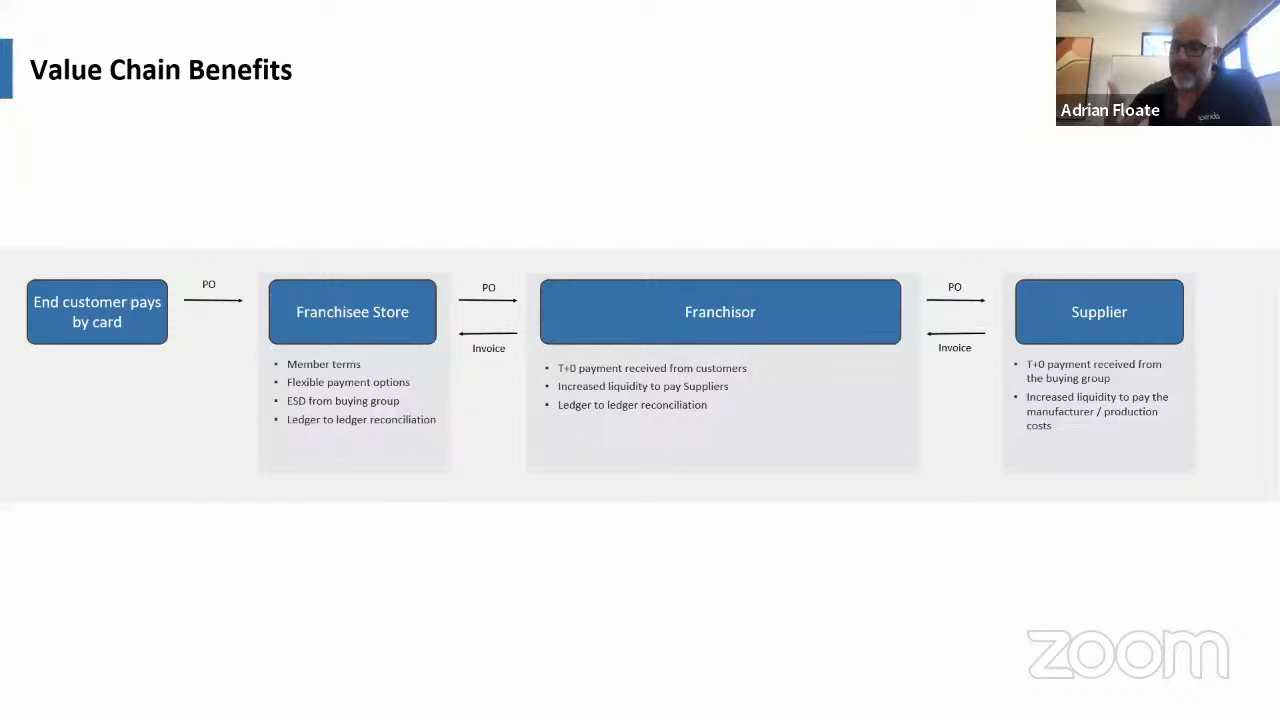 Value Chain Benefits
Adrian Floate
End customer pays
by card
PO
Franchisee Store
• Member terms
• Flexible payment options
• ESD from buying group
• Ledger to ledger reconciliation
PO
Invoice
Franchisor
• T+0 payment received from customers
• Increased liquidity to pay Suppliers
• Ledger to ledger reconciliation
PO
Invoice
Supplier
• T+0 payment received from
the buying group
• Increased liquidity to pay the
manufacturer / production
costs
zoom